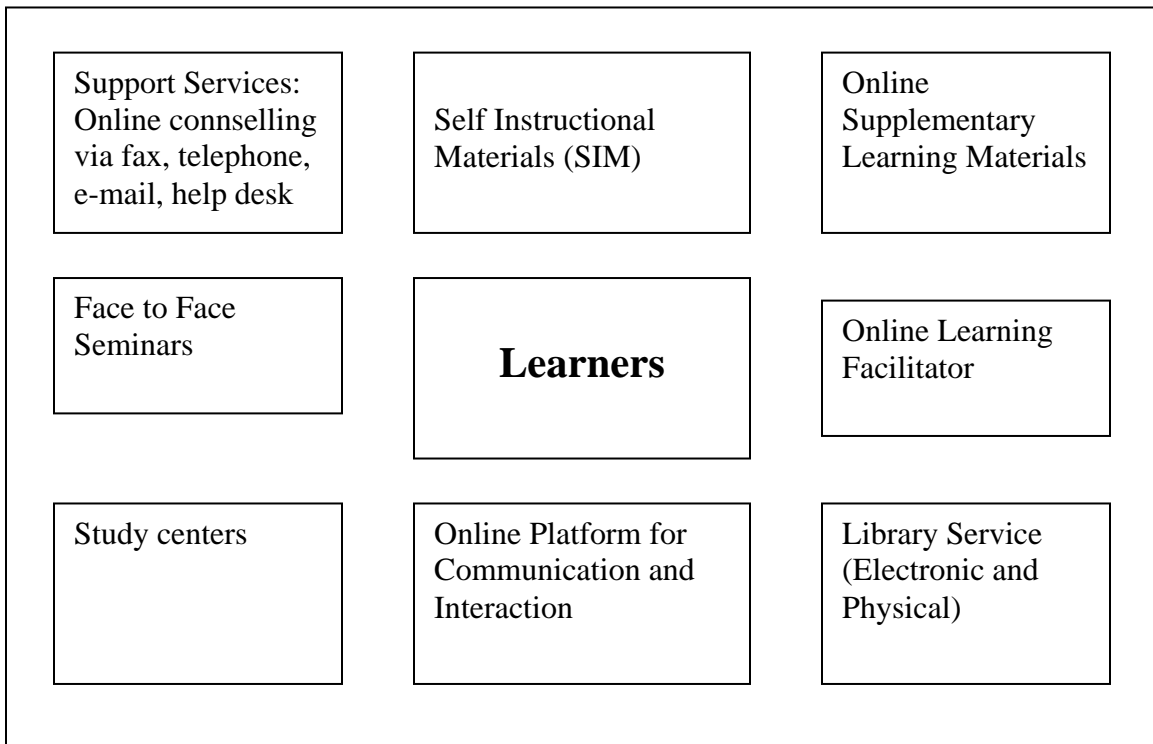 Support Services:
Online connselling
via fax, telephone,
e-mail, help desk
Self Instructional
Materials (SIM)
Online
Supplementary
Learning Materials
Face to Face
Seminars
Learners
Online Learning
Facilitator
Study centers
Online Platform for
Communication and
Interaction
Library Service
(Electronic and
Physical)